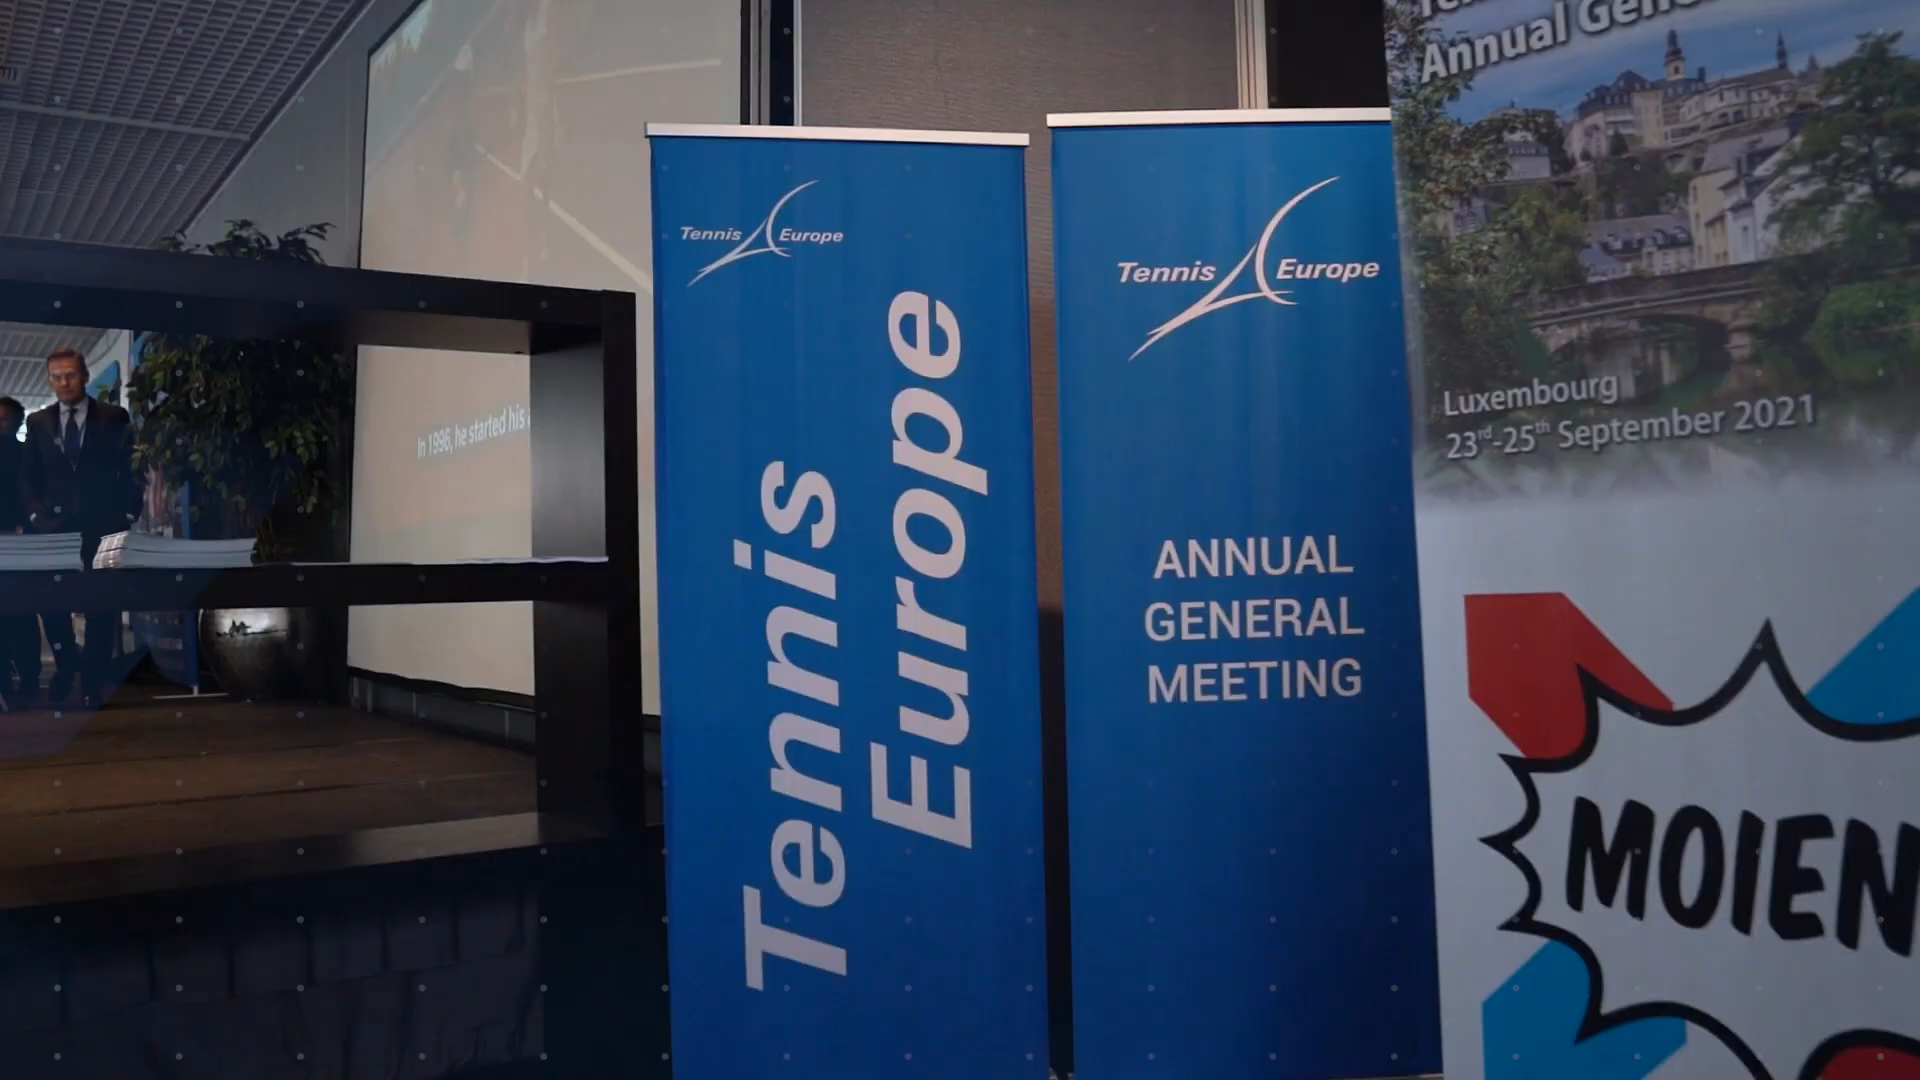 In 1996, he started his
Tennis Europe
Tennis
Europe
Tennis Europe
ANNUAL
GENERAL
MEETING
Annual
Luxembourg
23rd-25th September 2021
MOIEN